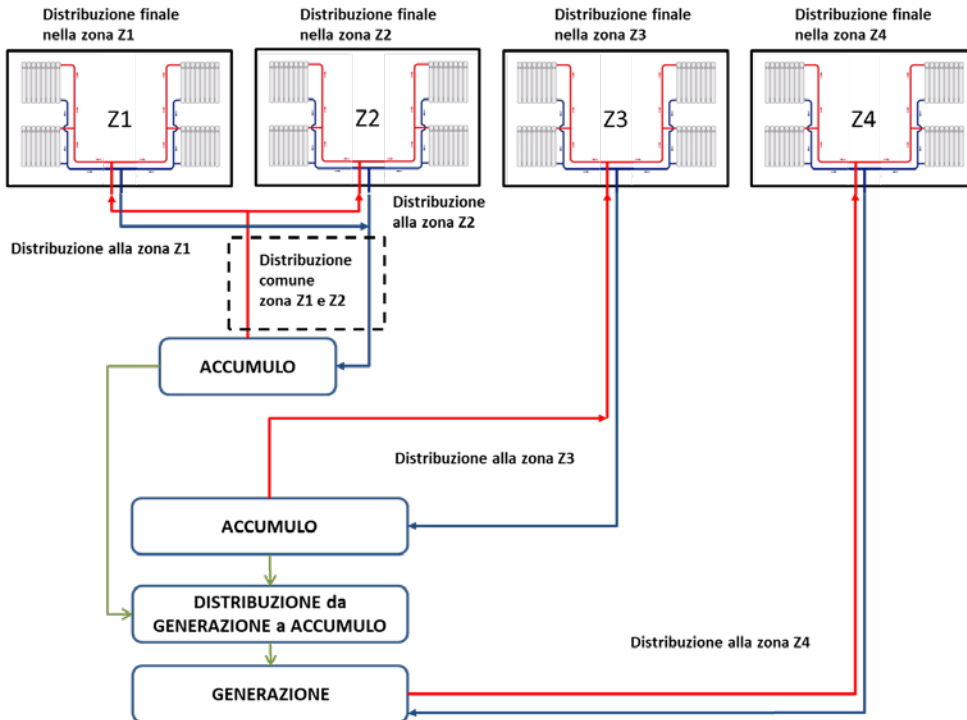 Distribuzione finale
nella zona Z1
Distribuzione finale
nella zona Z2
Distribuzione finale
nella zona Z3
Distribuzione finale
nella zona Z4
Z1
Z2
Z3
Z4
Distribuzione
alla zona Z2
Distribuzione alla zona Z1
Distribuzione
comune
zona Z1 e Z2
ACCUMULO
Distribuzione alla zona Z3
ACCUMULO
DISTRIBUZIONE da
GENERAZIONE a ACCUMULO
Distribuzione alla zona Z4
GENERAZIONE